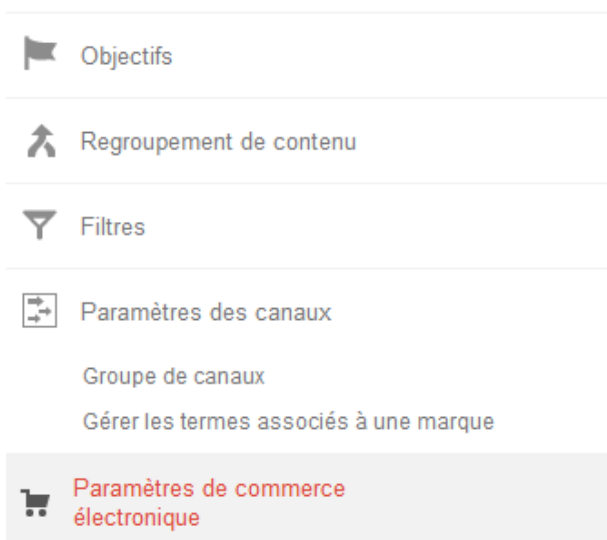 Objectifs
Regroupement de contenu
Filtres
Paramètres des canaux
Groupe de canaux
Gérer les termes associés à une marque
Paramètres de commerce
électronique